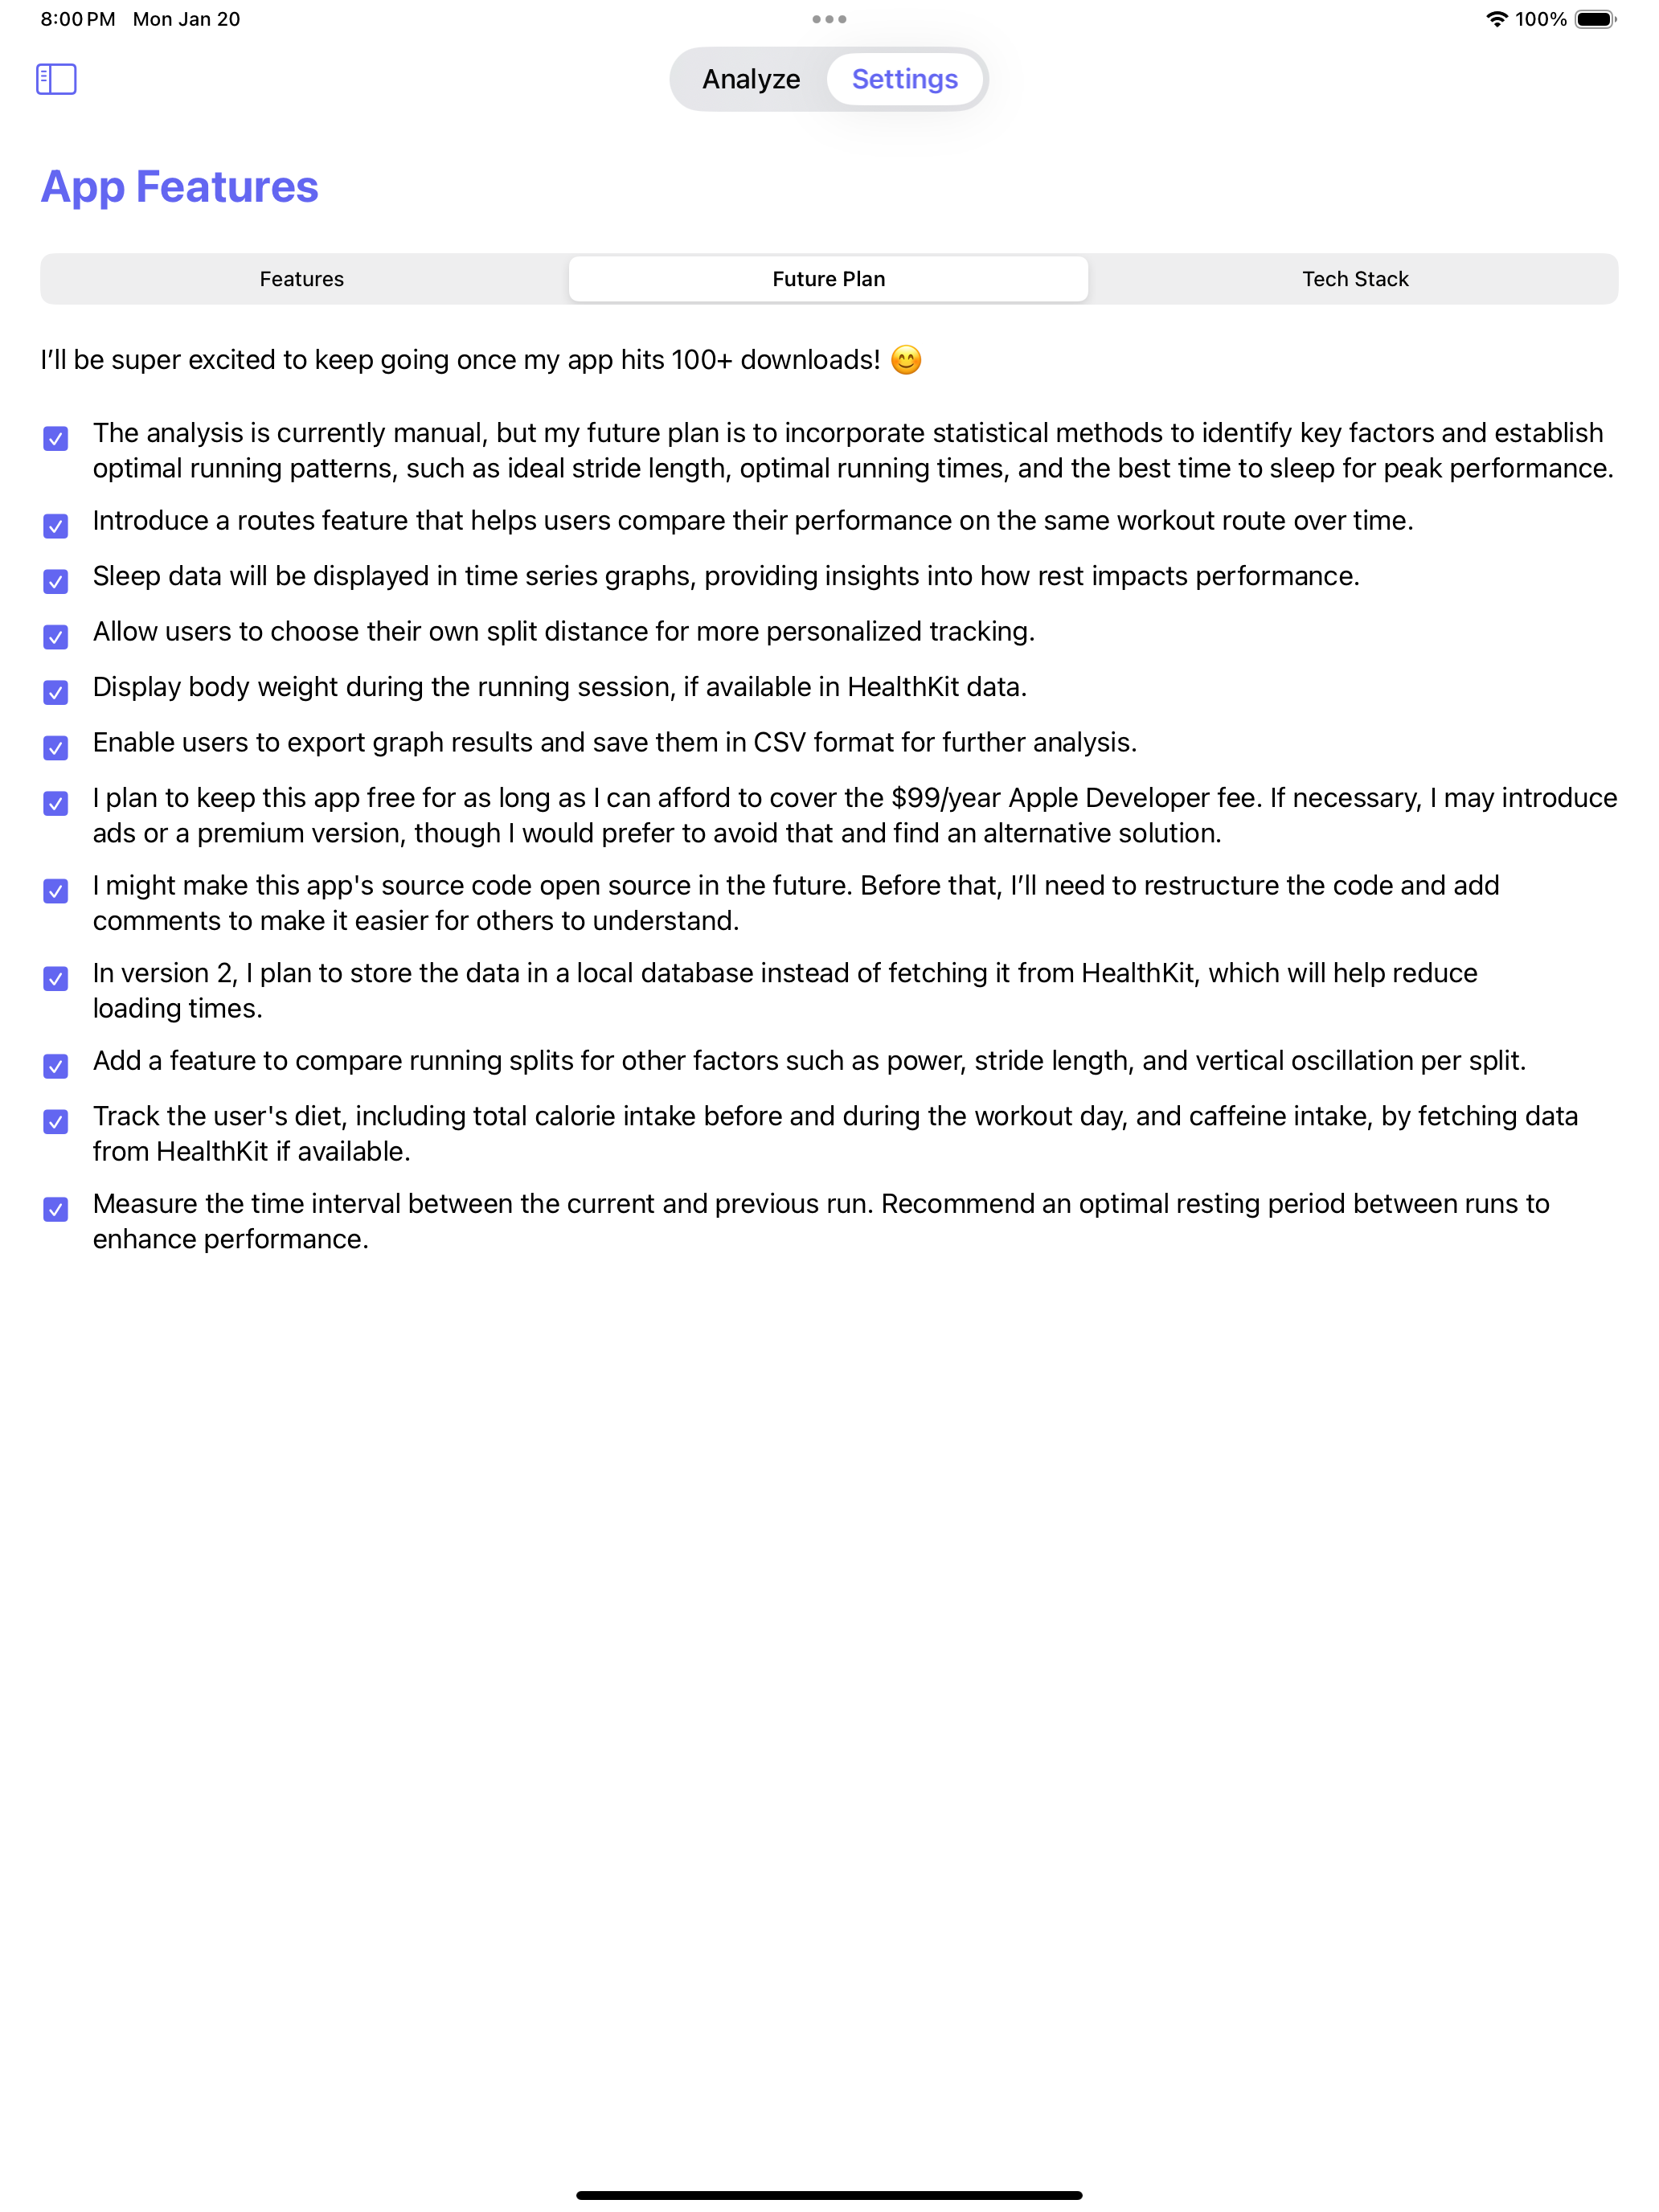 8:00 PM Mon Jan 20
100%
Analyze
Settings
App Features
Features
Future Plan
Tech Stack
I’ll be super excited to keep going once my app hits 100+ downloads! 😊
The analysis is currently manual, but my future plan is to incorporate statistical methods to identify key factors and establish
optimal running patterns, such as ideal stride length, optimal running times, and the best time to sleep for peak performance.
Introduce a routes feature that helps users compare their performance on the same workout route over time.
Sleep data will be displayed in time series graphs, providing insights into how rest impacts performance.
Allow users to choose their own split distance for more personalized tracking.
Display body weight during the running session, if available in HealthKit data.
Enable users to export graph results and save them in CSV format for further analysis.
I plan to keep this app free for as long as I can afford to cover the $99/year Apple Developer fee. If necessary, I may introduce
ads or a premium version, though I would prefer to avoid that and find an alternative solution.
I might make this app's source code open source in the future. Before that, I’ll need to restructure the code and add
comments to make it easier for others to understand.
In version 2, I plan to store the data in a local database instead of fetching it from HealthKit, which will help reduce
loading times.
Add a feature to compare running splits for other factors such as power, stride length, and vertical oscillation per split.
Track the user's diet, including total calorie intake before and during the workout day, and caffeine intake, by fetching data
from HealthKit if available.
Measure the time interval between the current and previous run. Recommend an optimal resting period between runs to
enhance performance.